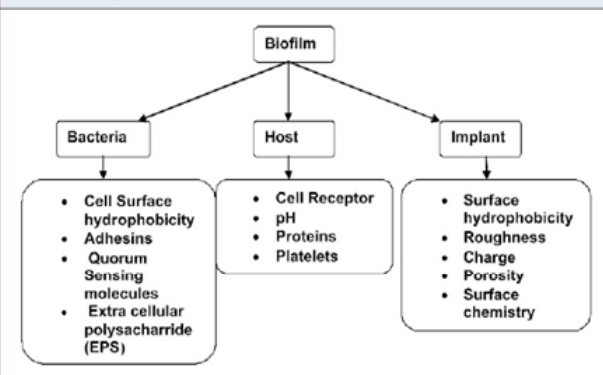 Biofilm
Bacteria
Host
Implant
• Cell Surface
hydrophobicity
• Adhesins
• Quorum
Sensing
molecules
• Extra cellular
polysacharride
(EPS)
• Cell Receptor
• pH
• Proteins
• Platelets
• Surface
hydrophobicity
• Roughness
• Charge
• Porosity
• Surface
chemistry